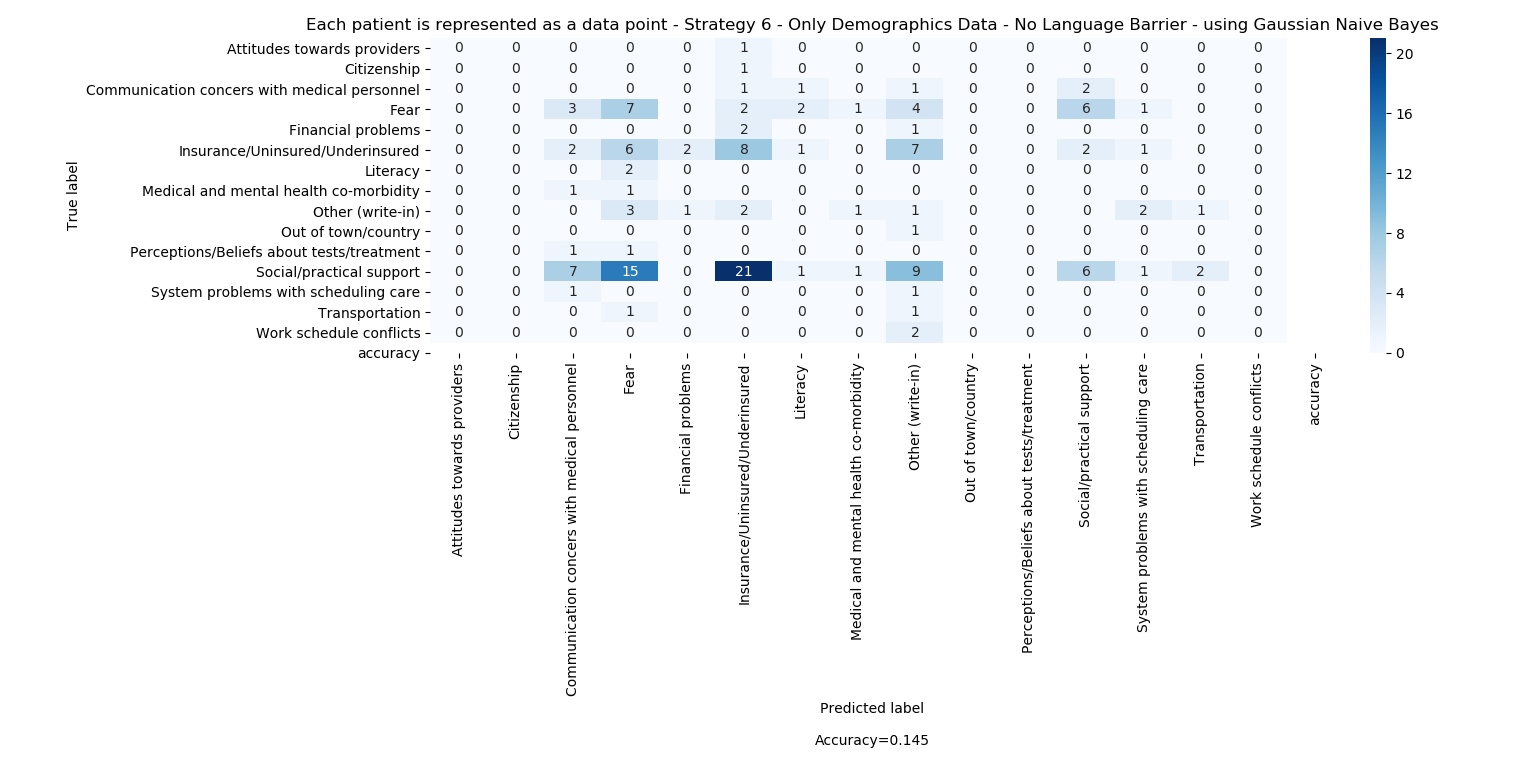 Each patient is represented as a data point - Strategy 6 - Only Demographics Data - No Language Barrier - using Gaussian Naive Bayes
True label
Attitudes towards providers 0 0 0 0 0 1 0 0 0 0 0 0 0 0 0
Citizenship 0 0 0 0 0 1 0 0 0 0 0 0 0 0 0
Communication concers with medical personnel 0 0 0 0 0 1 1 0 1 0 0 2 0 0 0
Fear 0 0 3 7 0 2 2 1 4 0 0 6 1 0 0
Financial problems 0 0 0 0 0 2 0 0 1 0 0 0 0 0 0
Insurance/Uninsured/Underinsured 0 0 2 6 2 8 1 0 7 0 0 2 1 0 0
Literacy 0 0 0 2 0 0 0 0 0 0 0 0 0 0 0
Medical and mental health co-morbidity 0 0 1 1 0 0 0 0 0 0 0 0 0 0 0
Other (write-in) 0 0 0 3 1 2 0 1 1 0 0 0 2 1 0
Out of town/country 0 0 0 0 0 0 0 0 1 0 0 0 0 0 0
Perceptions/Beliefs about tests/treatment 0 0 1 1 0 0 0 0 0 0 0 0 0 0 0
Social/practical support 0 0 7 15 0 21 1 1 9 0 0 6 1 2 0
System problems with scheduling care 0 0 1 0 0 0 0 0 1 0 0 0 0 0 0
Transportation 0 0 0 1 0 0 0 0 1 0 0 0 0 0 0
Work schedule conflicts 0 0 0 0 0 0 0 0 2 0 0 0 0 0 0
accuracy
20
16
12
8
4
0
Attitudes towards providers
Citizenship
Communication concers with medical personnel
Fear
Financial problems
Insurance/Uninsured/Underinsured
Literacy
Medical and mental health co-morbidity
Other (write-in)
Out of town/country
Perceptions/Beliefs about tests/treatment
Social/practical support
System problems with scheduling care
Transportation
Work schedule conflicts
accuracy
Predicted label
Accuracy=0.145